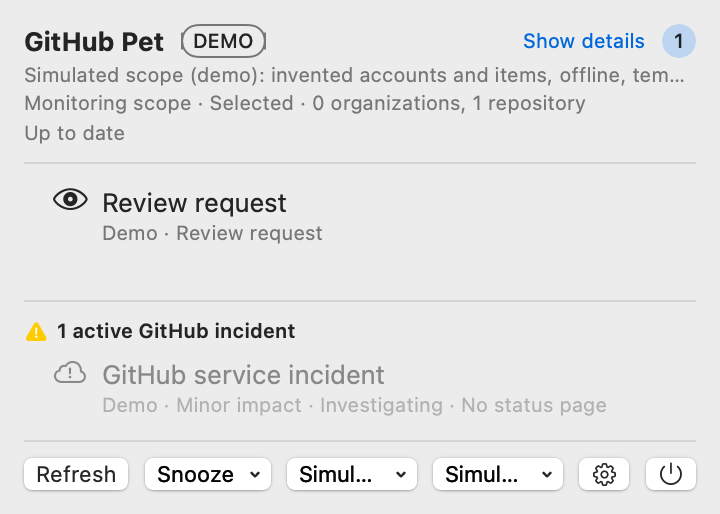 GitHub Pet DEMO Show details 1
Simulated scope (demo): invented accounts and items, offline, tem...
Monitoring scope · Selected · 0 organizations, 1 repository
Up to date
Review request
Demo · Review request
1 active GitHub incident
GitHub service incident
Demo · Minor impact · Investigating · No status page
Refresh Snooze Simul... Simul...